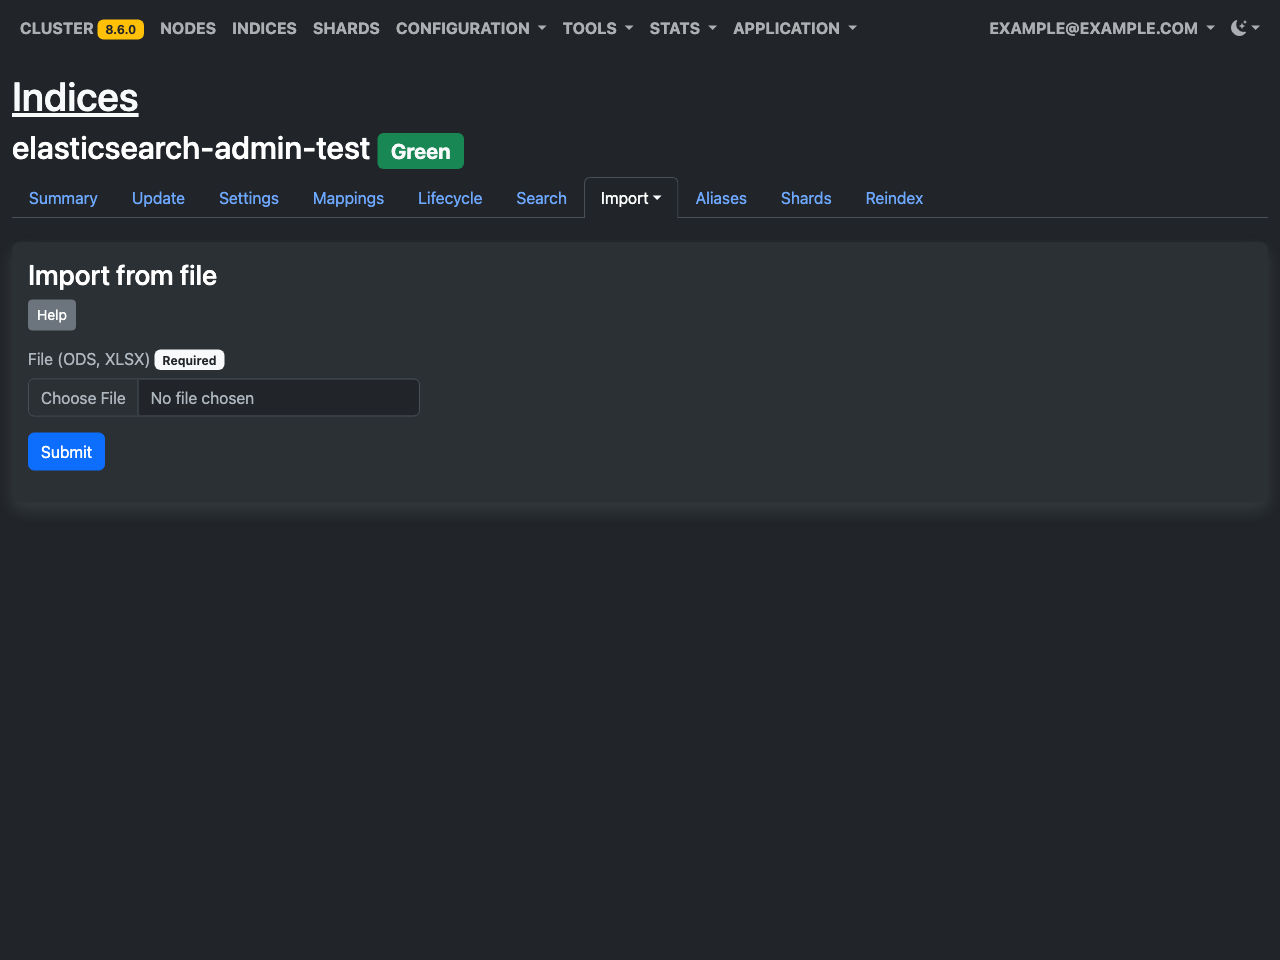 CLUSTER 8.6.0 NODES INDICES SHARDS CONFIGURATION TOOLS STATS APPLICATION EXAMPLE@EXAMPLE.COM
Indices
elasticsearch-admin-test Green
Summary Update Settings Mappings Lifecycle Search Import Aliases Shards Reindex
Import from file
Help
File (ODS, XLSX) Required
Choose File No file chosen
Submit